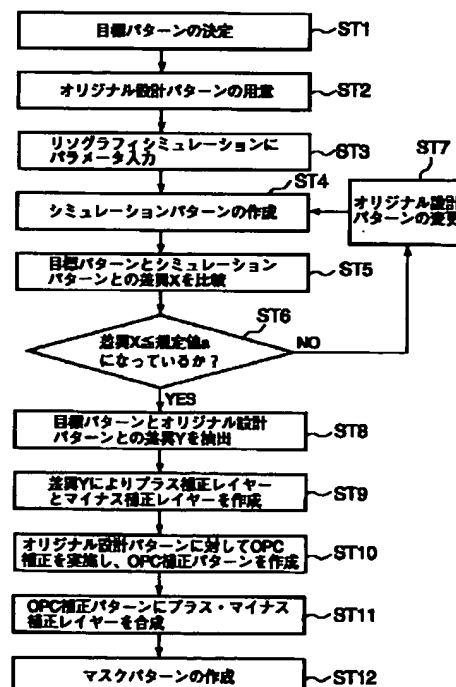 目標パターンの決定
ST1
オリジナル設計パターンの用意
ST2
リソグラフィシミュレーションに
パラメータ入力
ST3
ST7
オリジナル設計
パターンの変更
ST4
シミュレーションパターンの作成
目標パターンとシミュレーション
パターンとの差異Xを比較
ST5
ST6
差異X≦規定値a
になっているか?
NO
YES
目標パターンとオリジナル設計
パターンとの差異Yを抽出
ST8
差異Yによりプラス補正レイヤー
とマイナス補正レイヤーを作成
ST9
オリジナル設計パターンに対してOPC
補正を実施し、OPC補正パターンを作成
ST10
OPC補正パターンにプラス・マイナス
補正レイヤーを合成
ST11
マスクパターンの作成
ST12